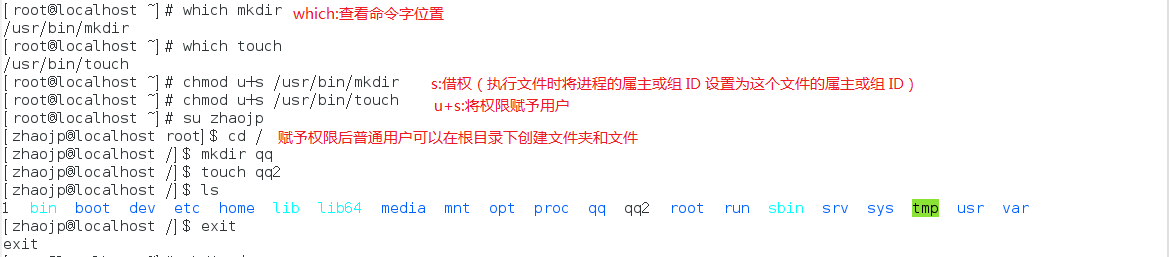 [root@localhost ~]# which mkdir which:查看命令字位置
/usr/bin/mkdir
[root@localhost ~]# which touch
/usr/bin/touch
[root@localhost ~]# chmod u+s /usr/bin/mkdir s:借权（执行文件时将进程的属主或组ID设置为这个文件的属主或组ID）
[root@localhost ~]# chmod u+s /usr/bin/touch u+s:将权限赋予用户
[root@localhost ~]# su zhaojp
[zhaojp@localhost root]$ cd / 赋予权限后普通用户可以在根目录下创建文件夹和文件
[zhaojp@localhost /]$ mkdir qq
[zhaojp@localhost /]$ touch qq2
[zhaojp@localhost /]$ ls
1 bin boot dev etc home lib lib64 media mnt opt proc qq qq2 root run sbin srv sys tmp usr var
[zhaojp@localhost /]$ exit
exit